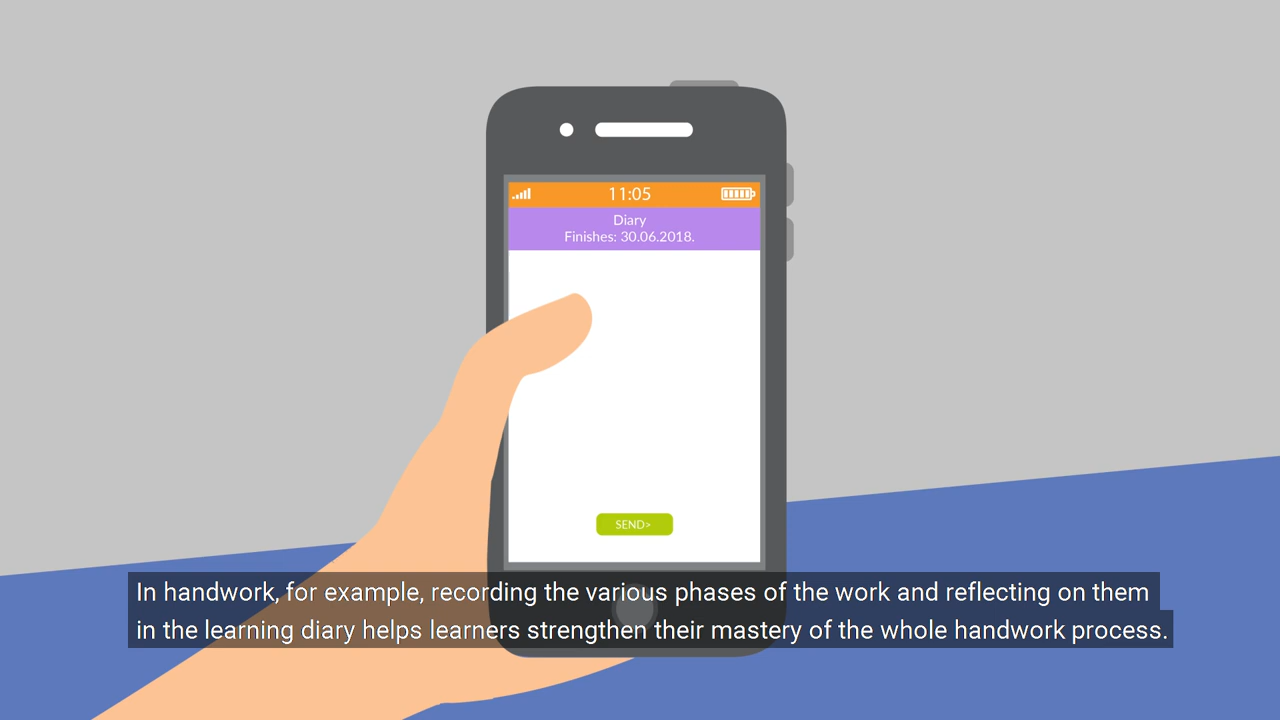 11:05
Diary
Finishes: 30.06.2018.
SEND>
In handwork, for example, recording the various phases of the work and reflecting on them
in the learning diary helps learners strengthen their mastery of the whole handwork process.